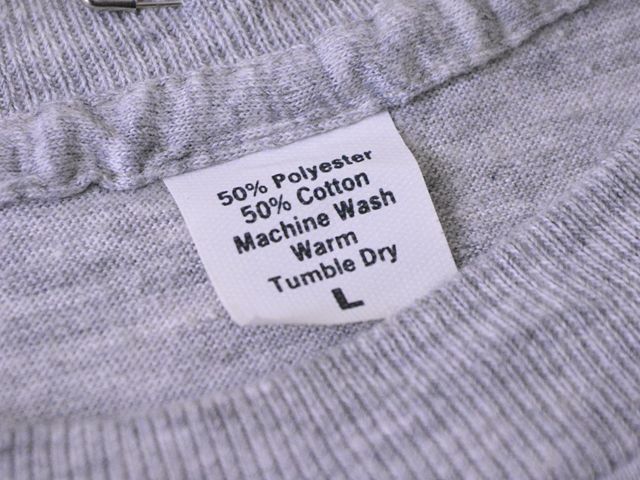 50% Polyester
50% Cotton
Machine Wash
Warm
Tumble Dry
L